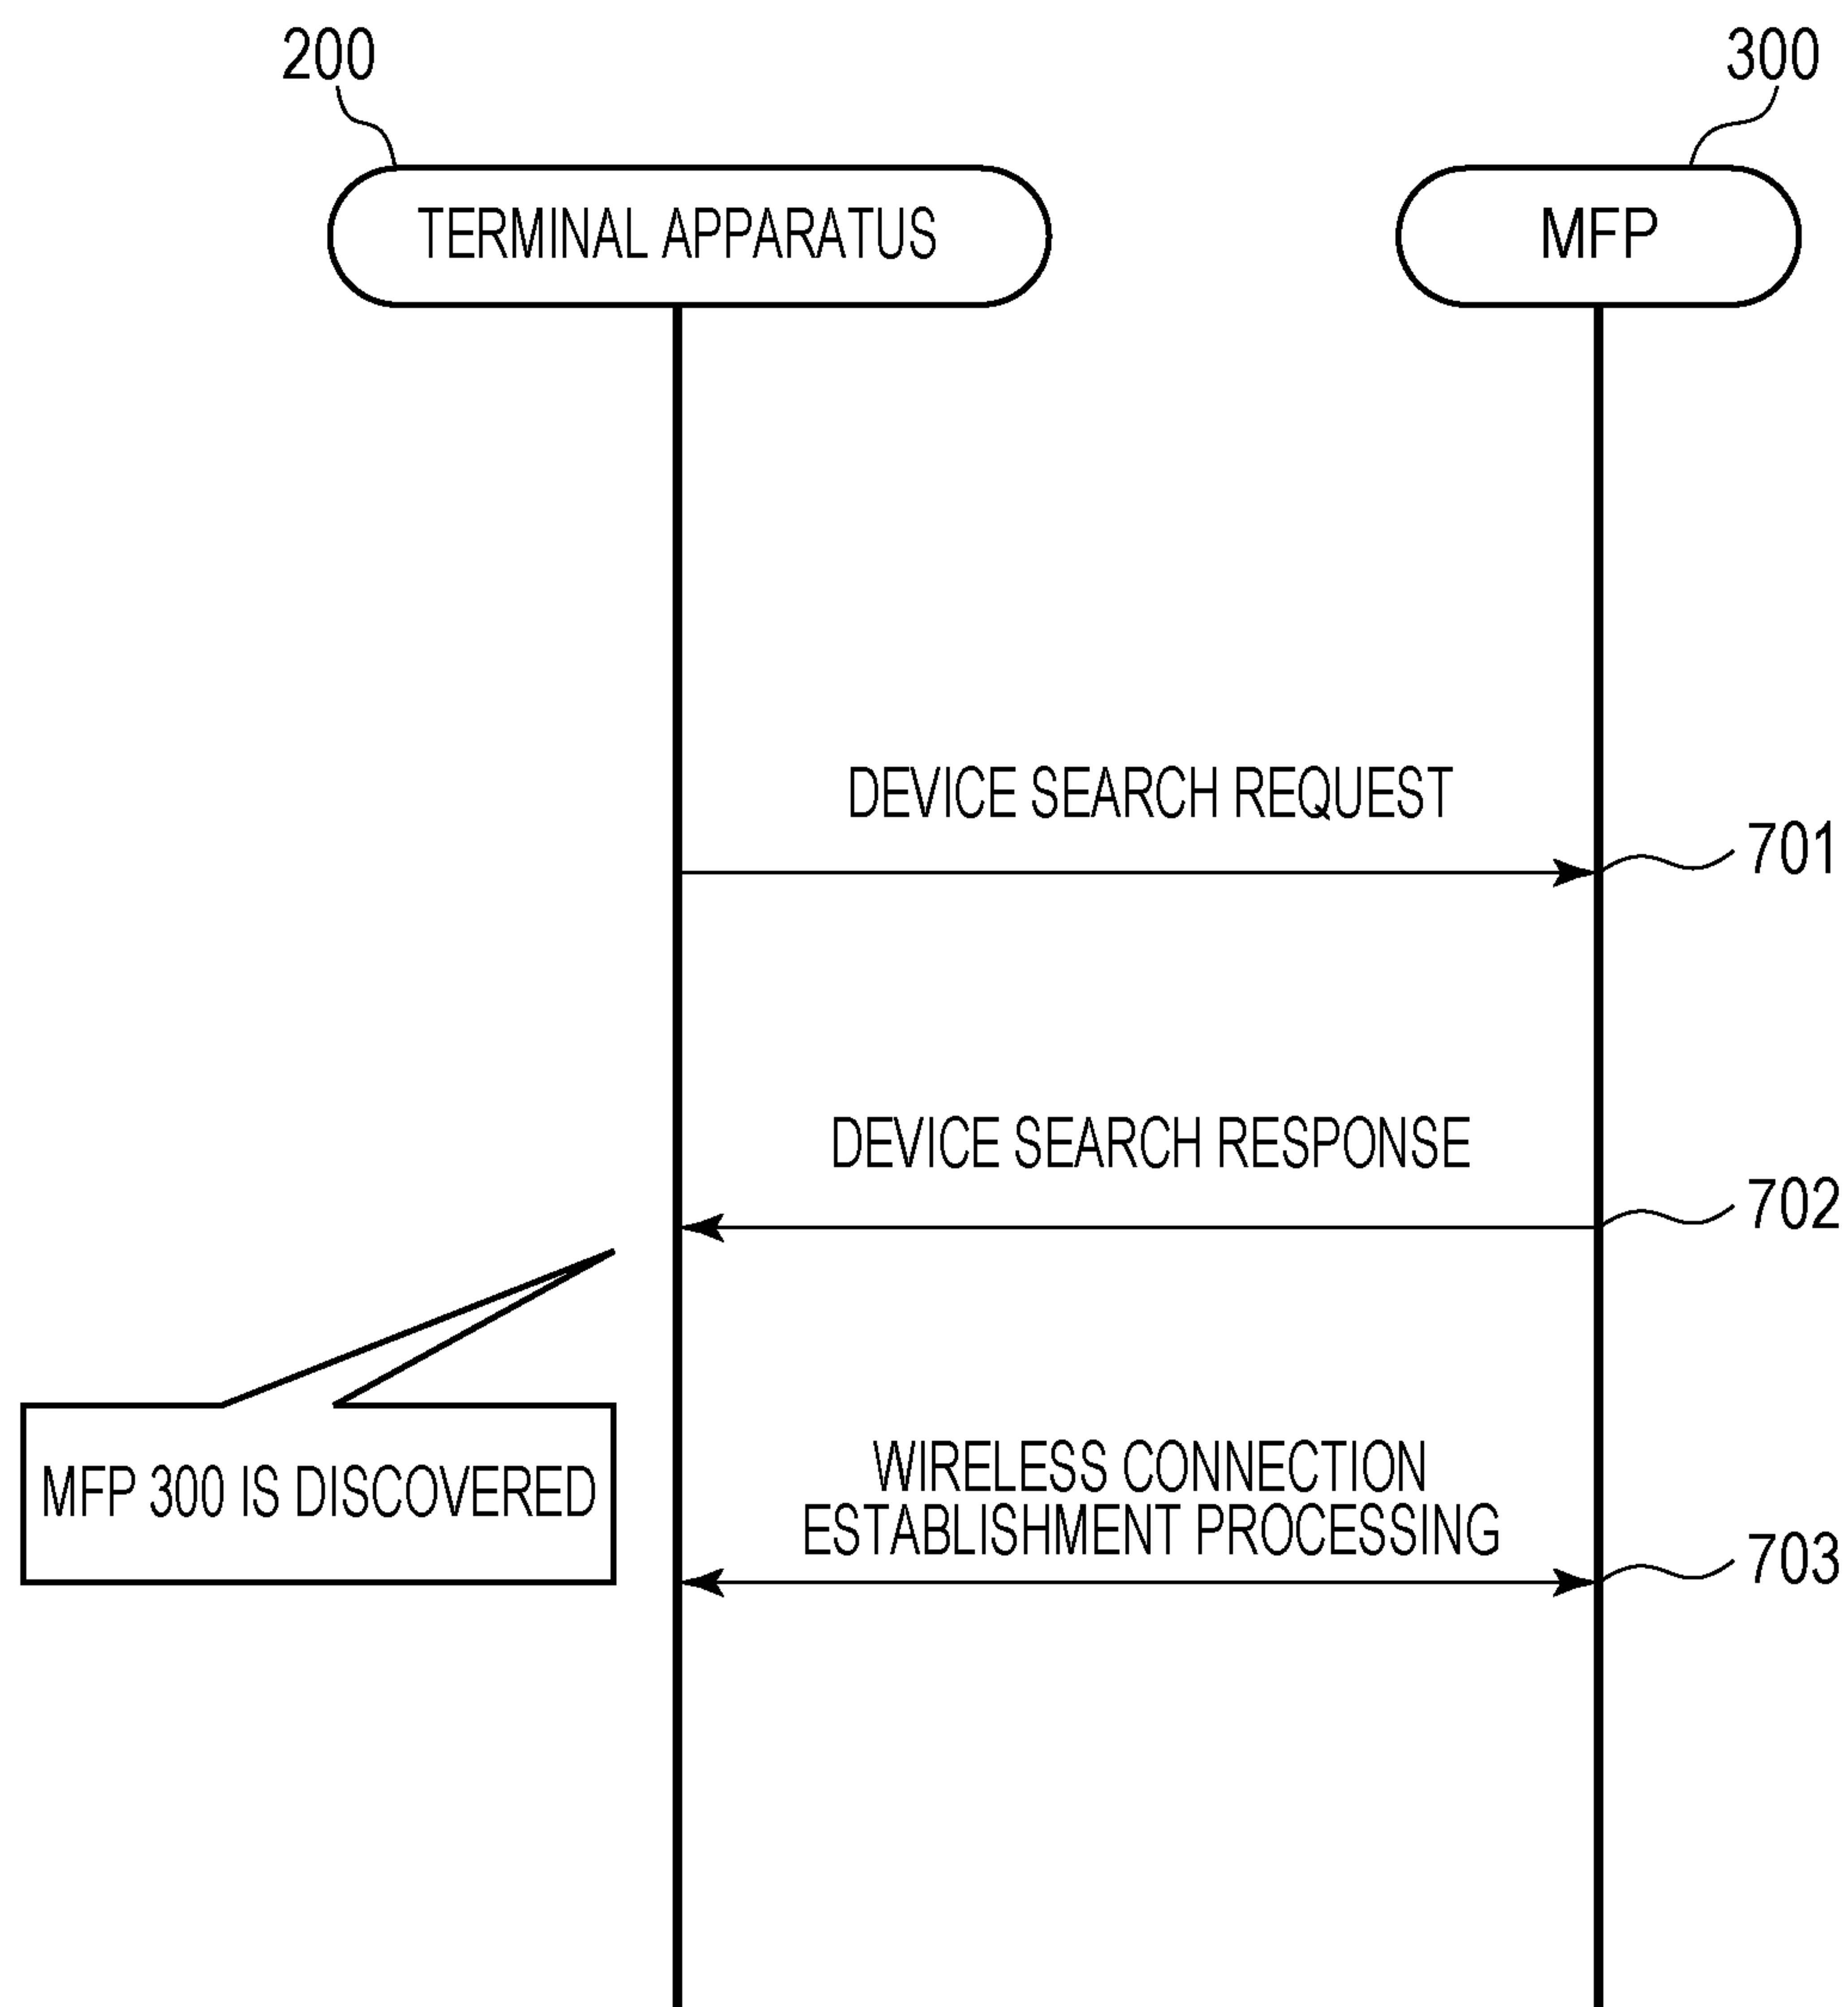 200
300
TERMINAL APPARATUS
MFP
DEVICE SEARCH REQUEST
701
DEVICE SEARCH RESPONSE
702
MFP 300 IS DISCOVERED
WIRELESS CONNECTION
ESTABLISHMENT PROCESSING
703